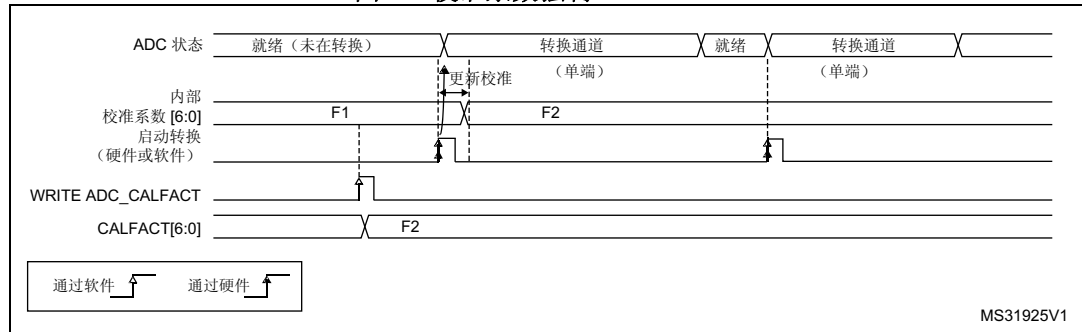 ADC 状态
就绪（未在转换）
转换通道
就绪
转换通道
（单端）
（单端）
更新校准
内部
校准系数 [6:0]
F1
F2
启动转换
（硬件或软件）
WRITE ADC_CALFACT
CALFACT[6:0]
F2
通过软件
通过硬件
MS31925V1